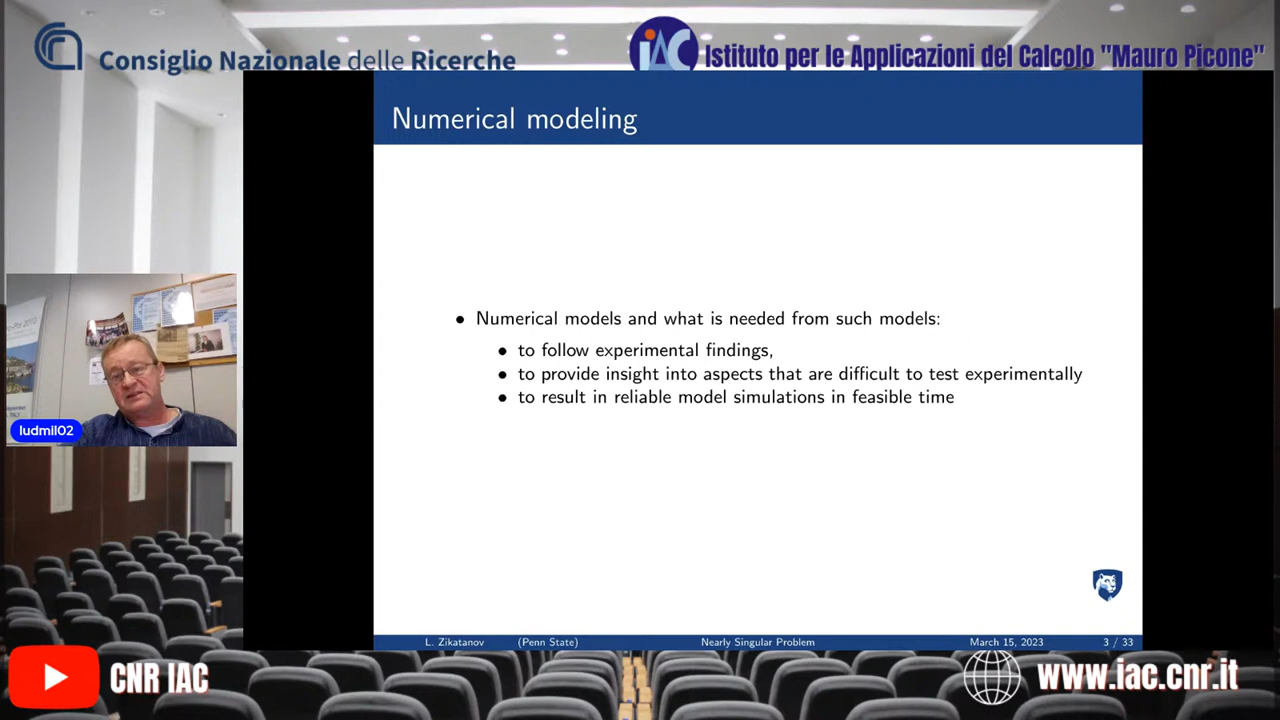 Consiglio Nazionale delle Ricerche
iAC Istituto per le Applicazioni del Calcolo "Mauro Picone"
Numerical modeling
• Numerical models and what is needed from such models:
• to follow experimental findings,
• to provide insight into aspects that are difficult to test experimentally
• to result in reliable model simulations in feasible time
ludmil02
L. Zikatanov (Penn State) Nearly Singular Problem March 15, 2023 3 / 33
CNR IAC
www.iac.cnr.it